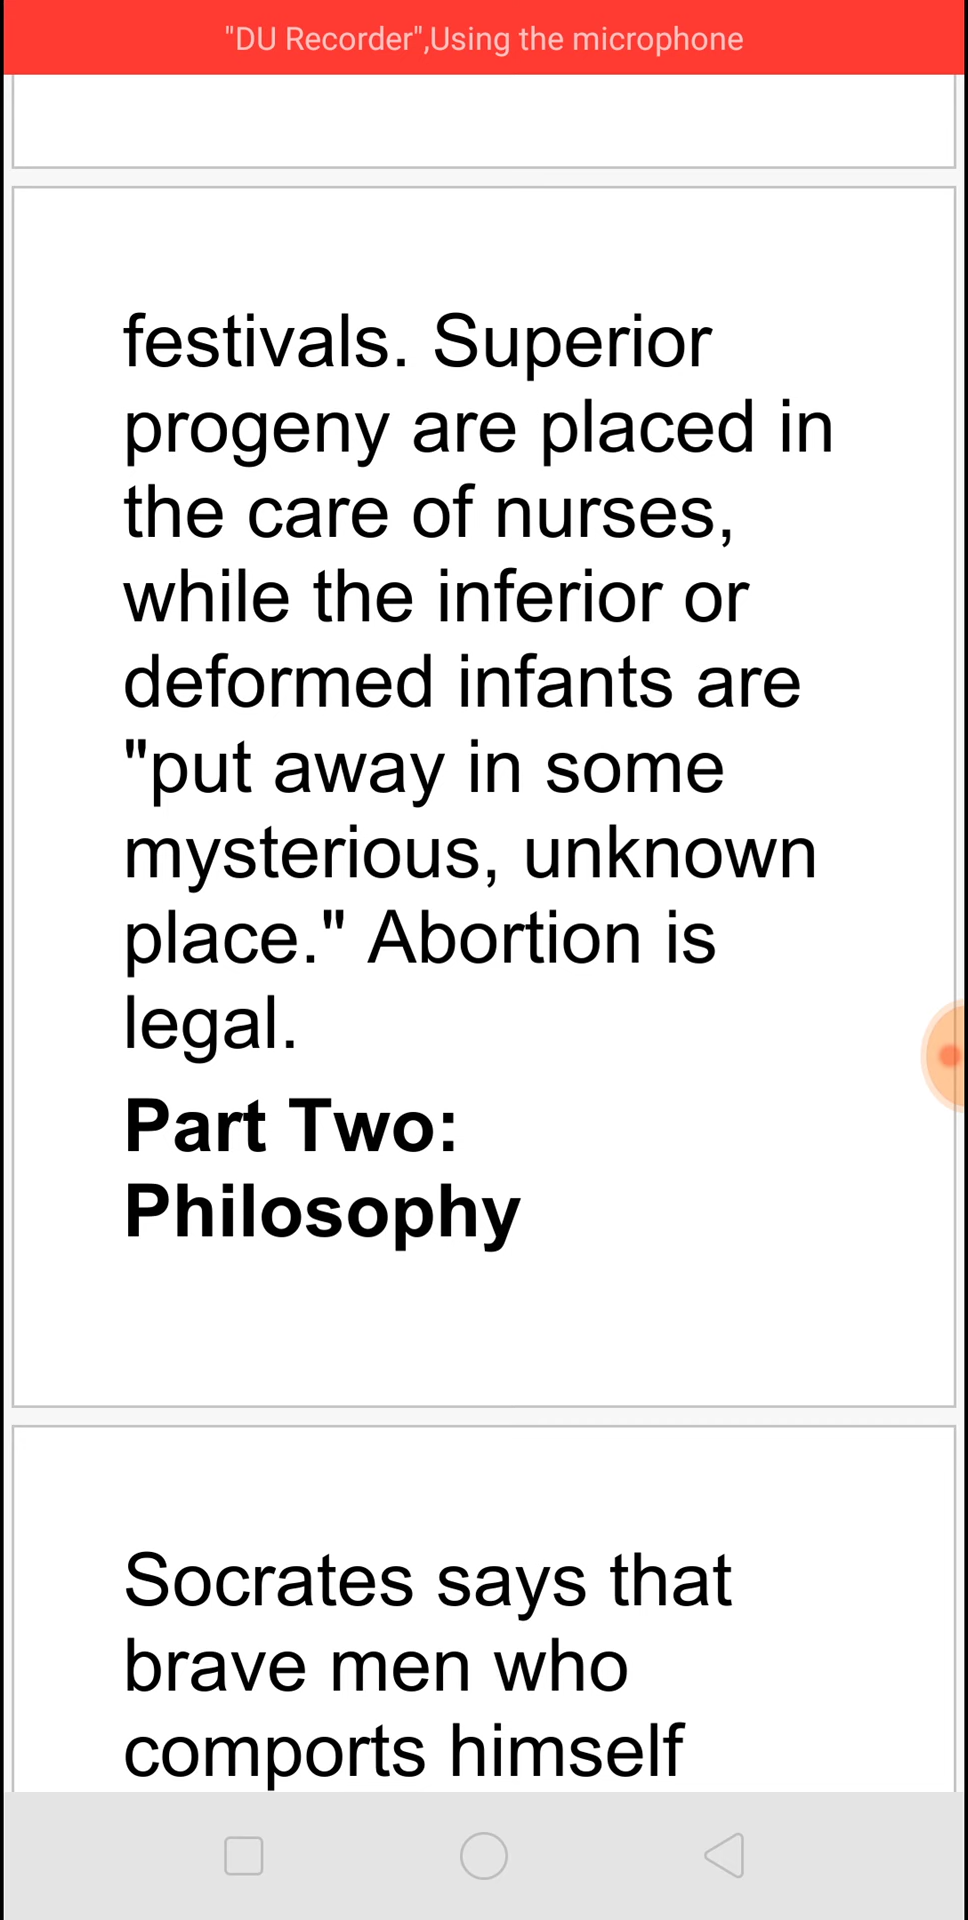 "DU Recorder",Using the microphone
festivals. Superior
progeny are placed in
the care of nurses,
while the inferior or
deformed infants are
"put away in some
mysterious, unknown
place." Abortion is
legal.
Part Two:
Philosophy
Socrates says that
brave men who
comports himself